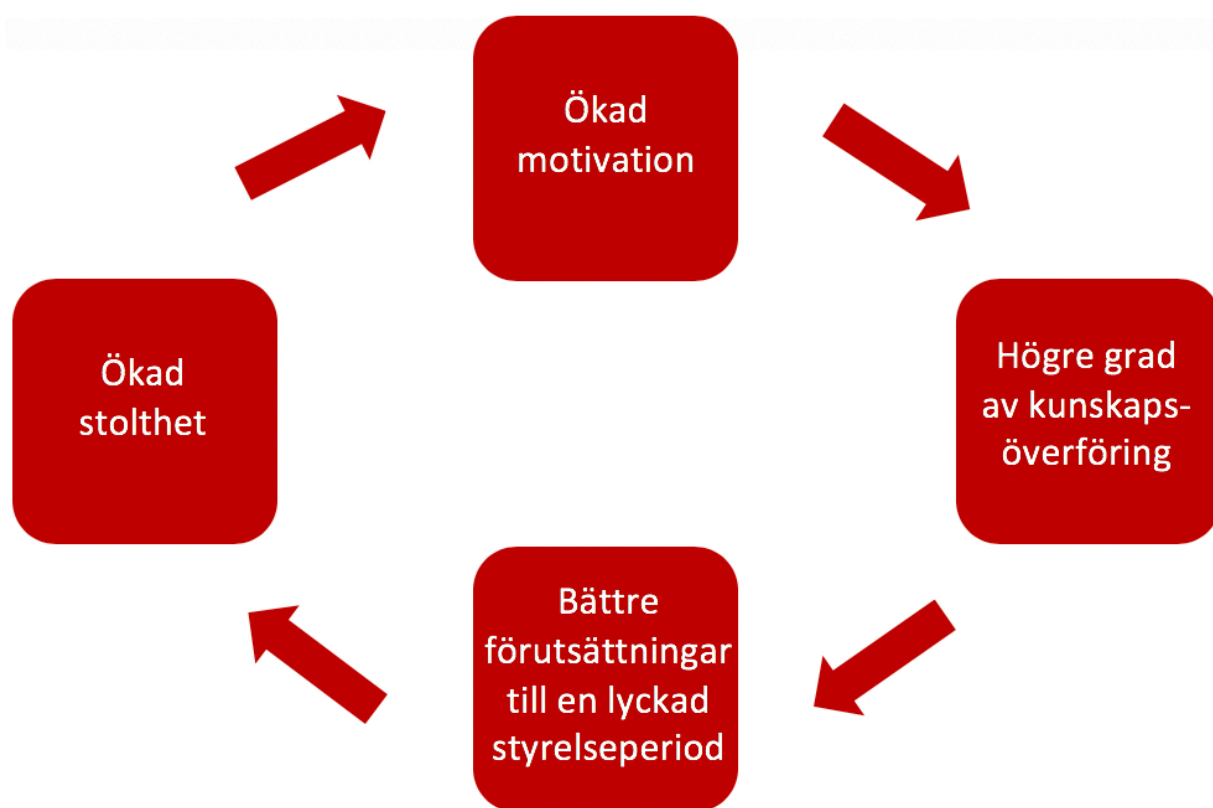 Ökad
motivation
Högre grad
av kunskaps-
överföring
Bättre
förutsättningar
till en lyckad
styrelseperiod
Ökad
stolthet